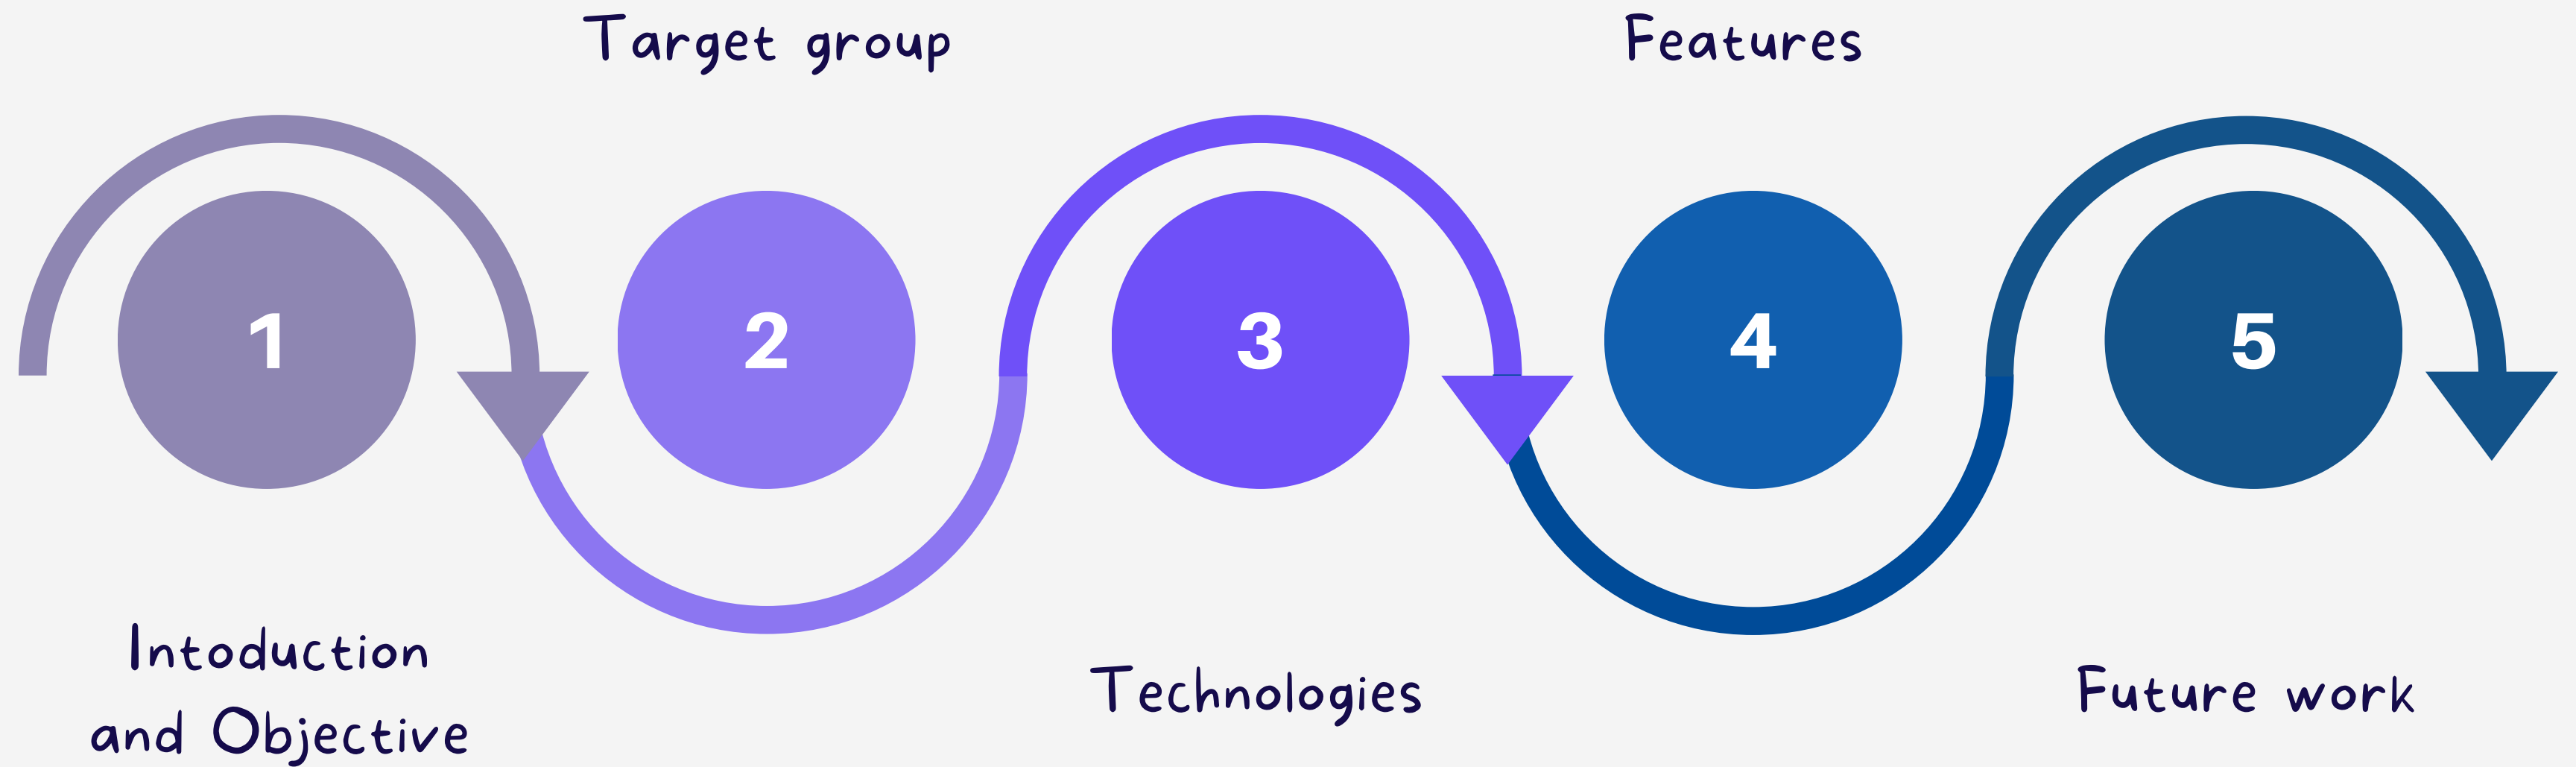 Target group
Features
1
2
3
4
5
Intoduction
and Objective
Technologies
Future work